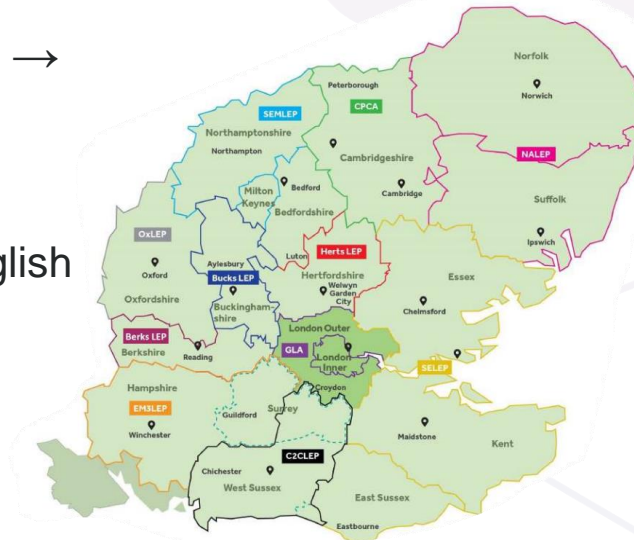 →
Norfolk
Peterborough
Norwich
SEMLEP
CPCA
Northamptonshire
Northampton
Cambridgeshire
NALEP
Milton
Keynes
Bedford
Cambridge
Suffolk
Bedfordshire
OxLEP
Ipswich
Luton
Herts LEP
glish
Oxford
Aylesbury
Bucks LEP
Hertfordshire
Essex
Welwyn
Garden
City
Oxfordshire
Buckingham-
shire
Chelmsford
London Outer
Berks LEP
Berkshire
Reading
GLA
London
Inner
SELEP
Croydon
Hampshire
EM3LEP
Guildford
Surrey
Winchester
Maidstone
Kent
C2CLEP
Chichester
West Sussex
East Sussex
Eastbourne